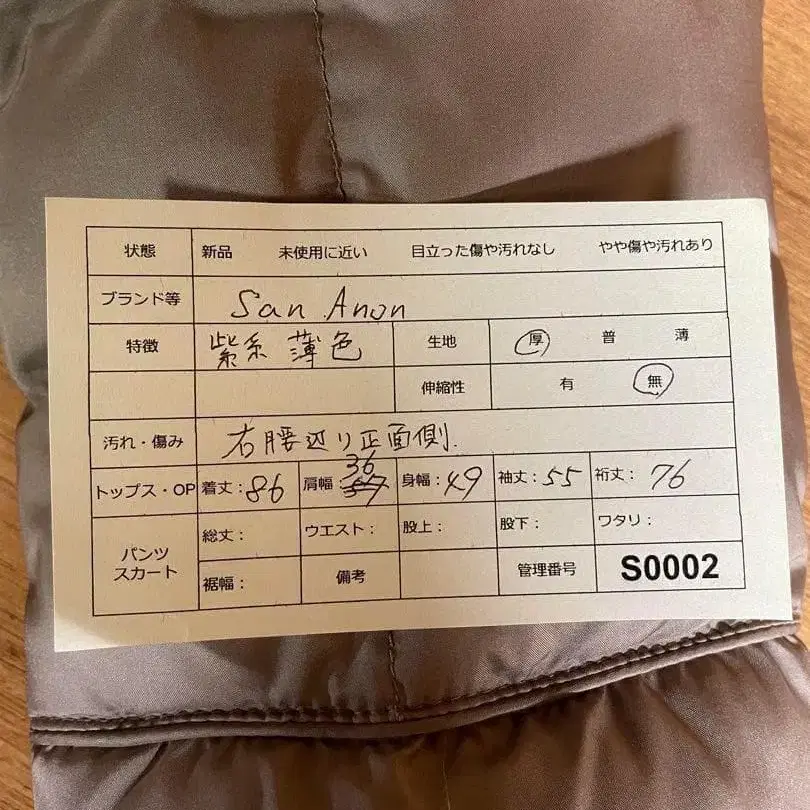 状態 新品 未使用に近い 目立った傷や汚れなし やや傷や汚れあり
ブランド等 San Anon
特徴 紫系 薄色 生地 厚 普 薄
伸縮性 有 無
汚れ・傷み 右腰辺り正面側.
36
トップス・OP 着丈:86 肩幅: 身幅:49 袖丈:55 裄丈:76
パンツ スカート 総丈: ウエスト: 股上: 股下: ワタリ:
裾幅: 備考 管理番号 S0002